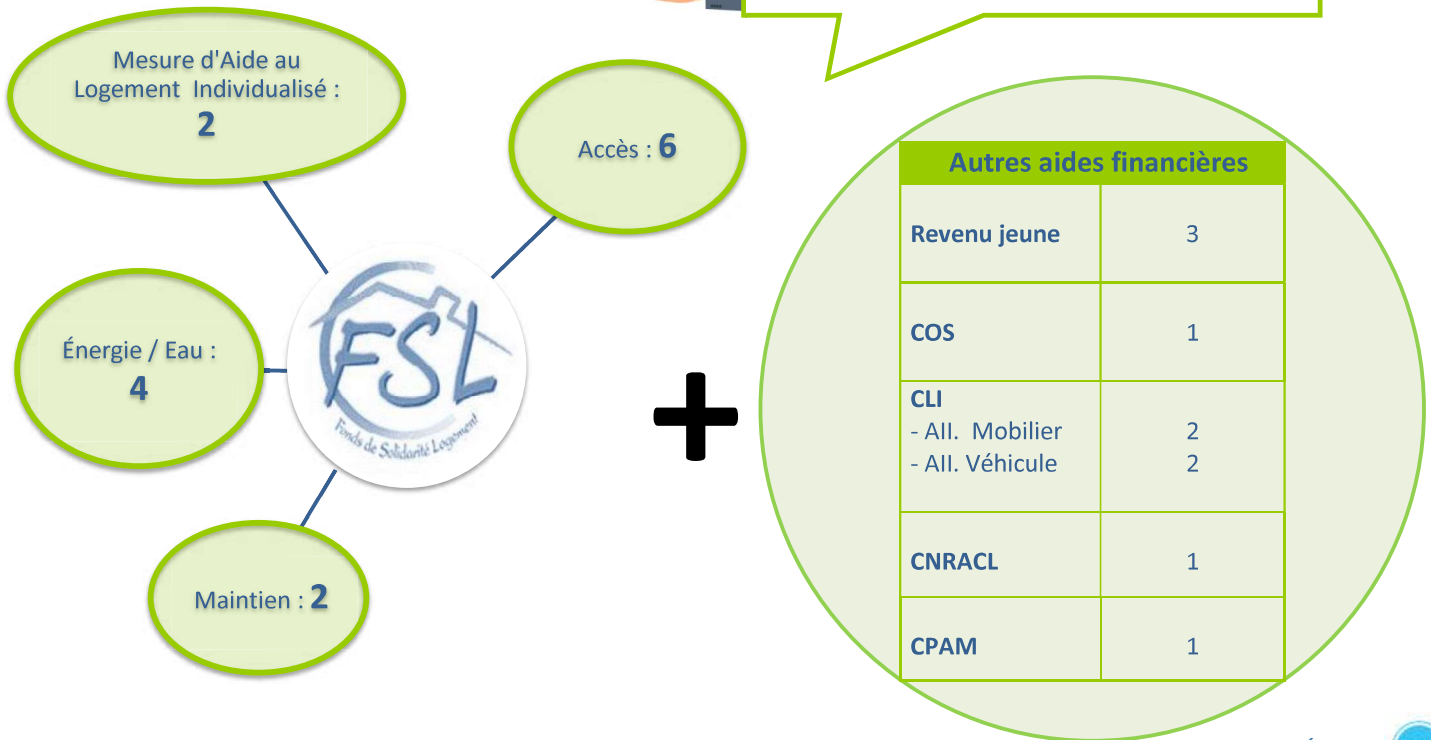 Mesure d'Aide au
Logement Individualisé :
2
Accès : 6
Énergie / Eau :
4
FSL
Fonds de Solidarité Logement
Maintien : 2
+
Autres aides financières
Revenu jeune 3
COS 1
CLI
- All. Mobilier 2
- All. Véhicule 2
CNRACL 1
CPAM 1